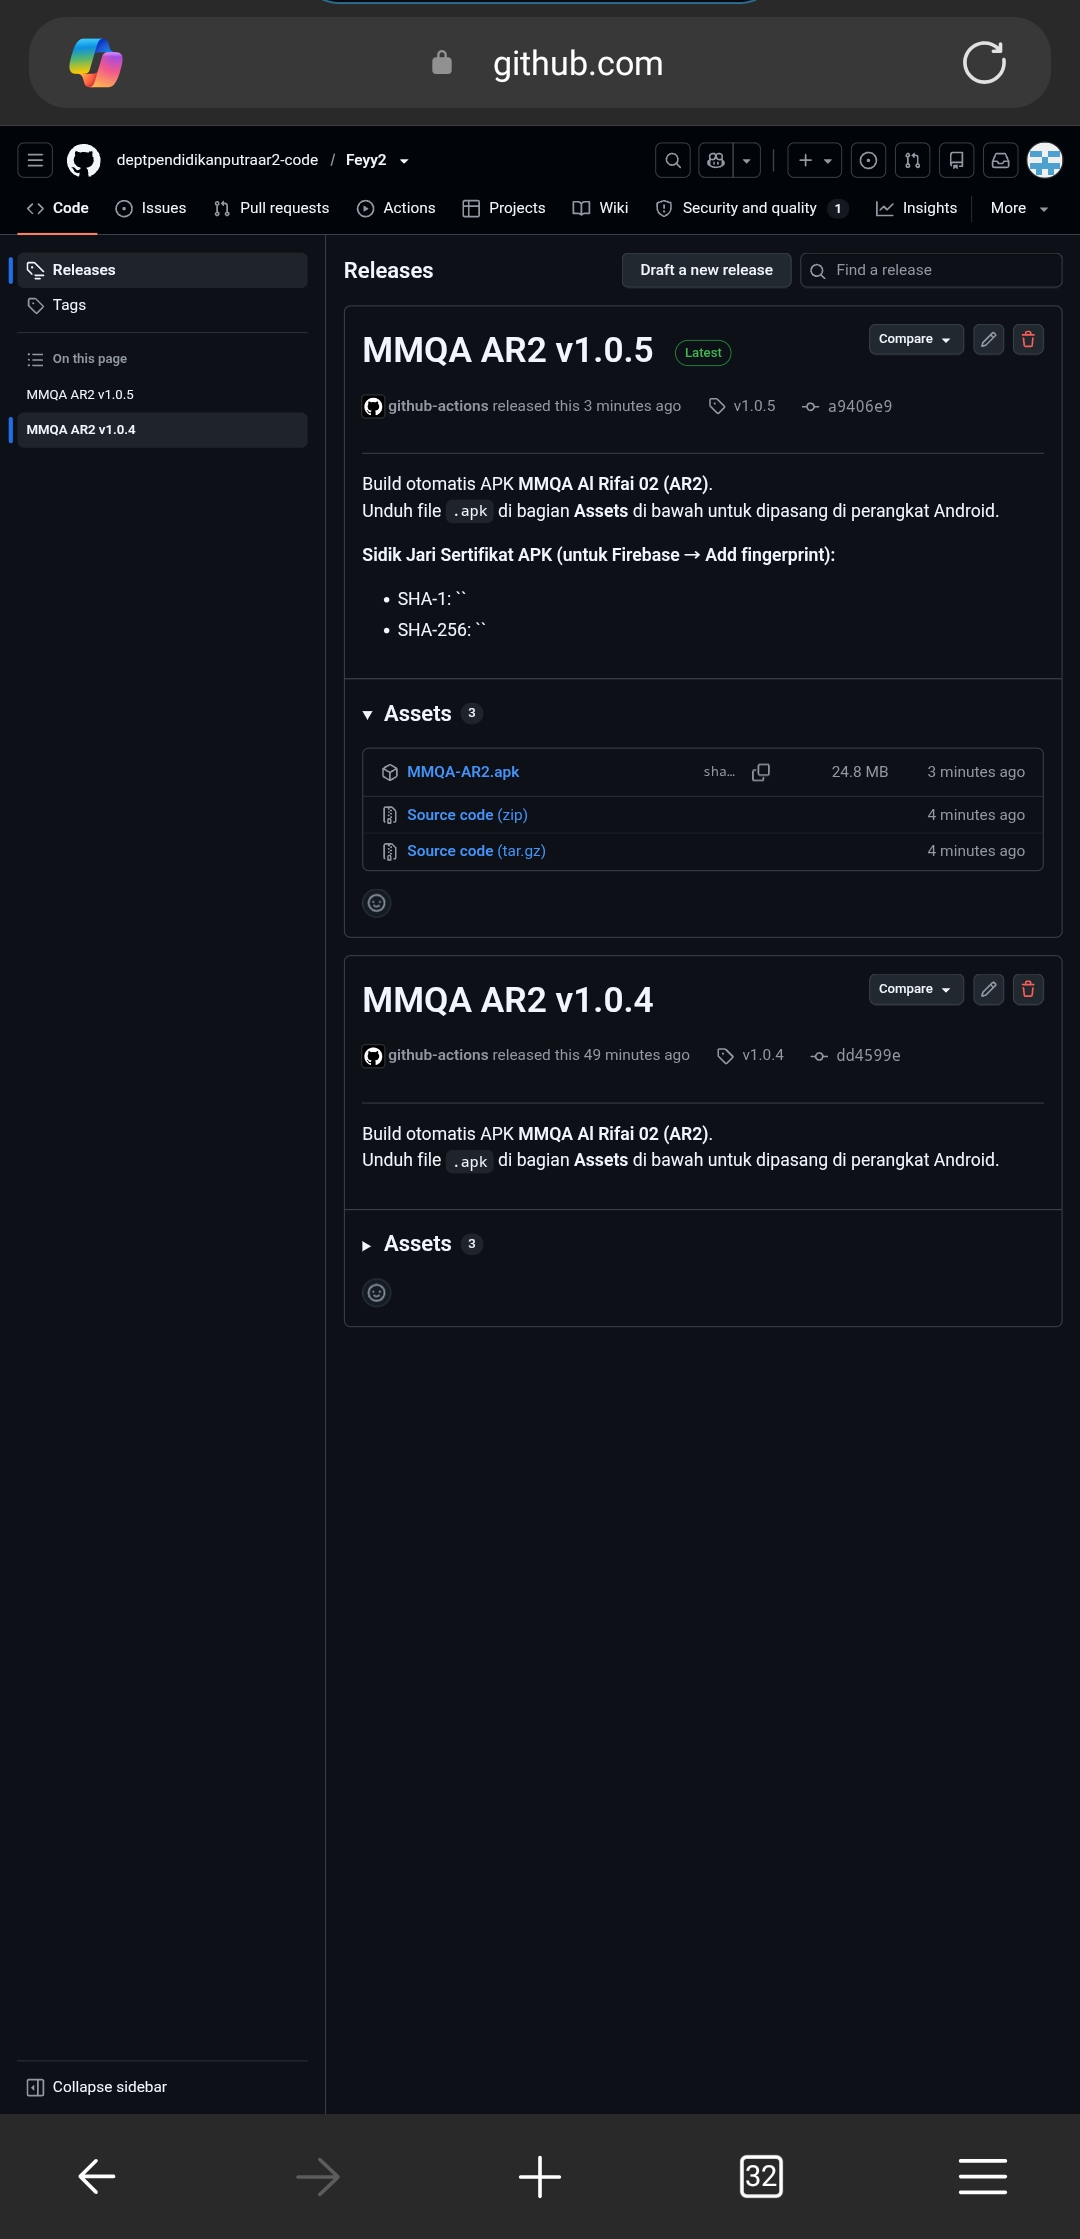 github.com
deptpendidikanputraar2-code / Feyy2
Code Issues Pull requests Actions Projects Wiki Security and quality 1 Insights More
Releases
Tags
On this page
MMQA AR2 v1.0.5
MMQA AR2 v1.0.4
Releases Draft a new release Find a release
MMQA AR2 v1.0.5 Latest Compare
github-actions released this 3 minutes ago v1.0.5 a9406e9
Build otomatis APK MMQA Al Rifai 02 (AR2).
Unduh file .apk di bagian Assets di bawah untuk dipasang di perangkat Android.
Sidik Jari Sertifikat APK (untuk Firebase → Add fingerprint):
• SHA-1: ``
• SHA-256: ``
Assets 3
MMQA-AR2.apk sha… 24.8 MB 3 minutes ago
Source code (zip) 4 minutes ago
Source code (tar.gz) 4 minutes ago
MMQA AR2 v1.0.4 Compare
github-actions released this 49 minutes ago v1.0.4 dd4599e
Build otomatis APK MMQA Al Rifai 02 (AR2).
Unduh file .apk di bagian Assets di bawah untuk dipasang di perangkat Android.
Assets 3
Collapse sidebar
32